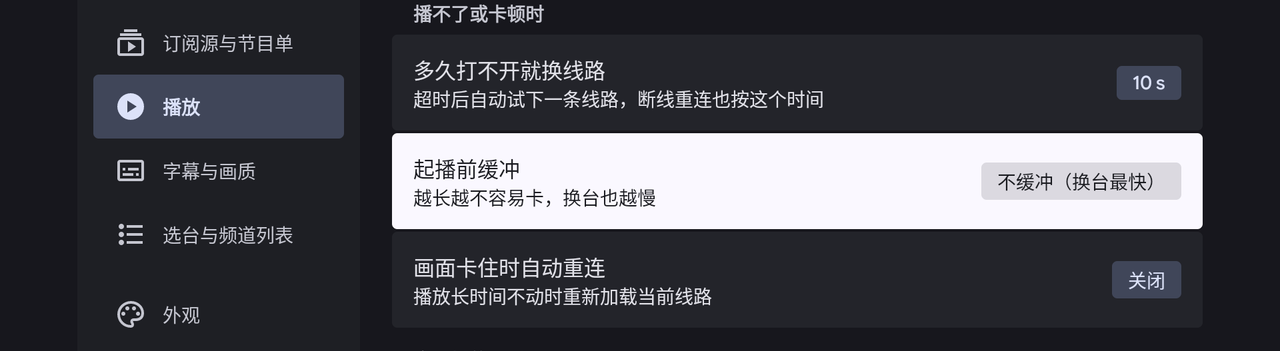 订阅源与节目单
播放
字幕与画质
选台与频道列表
外观
播不了或卡顿时
多久打不开就换线路
超时后自动试下一条线路，断线重连也按这个时间
10 s
起播前缓冲
越长越不容易卡，换台也越慢
不缓冲（换台最快）
画面卡住时自动重连
播放长时间不动时重新加载当前线路
关闭